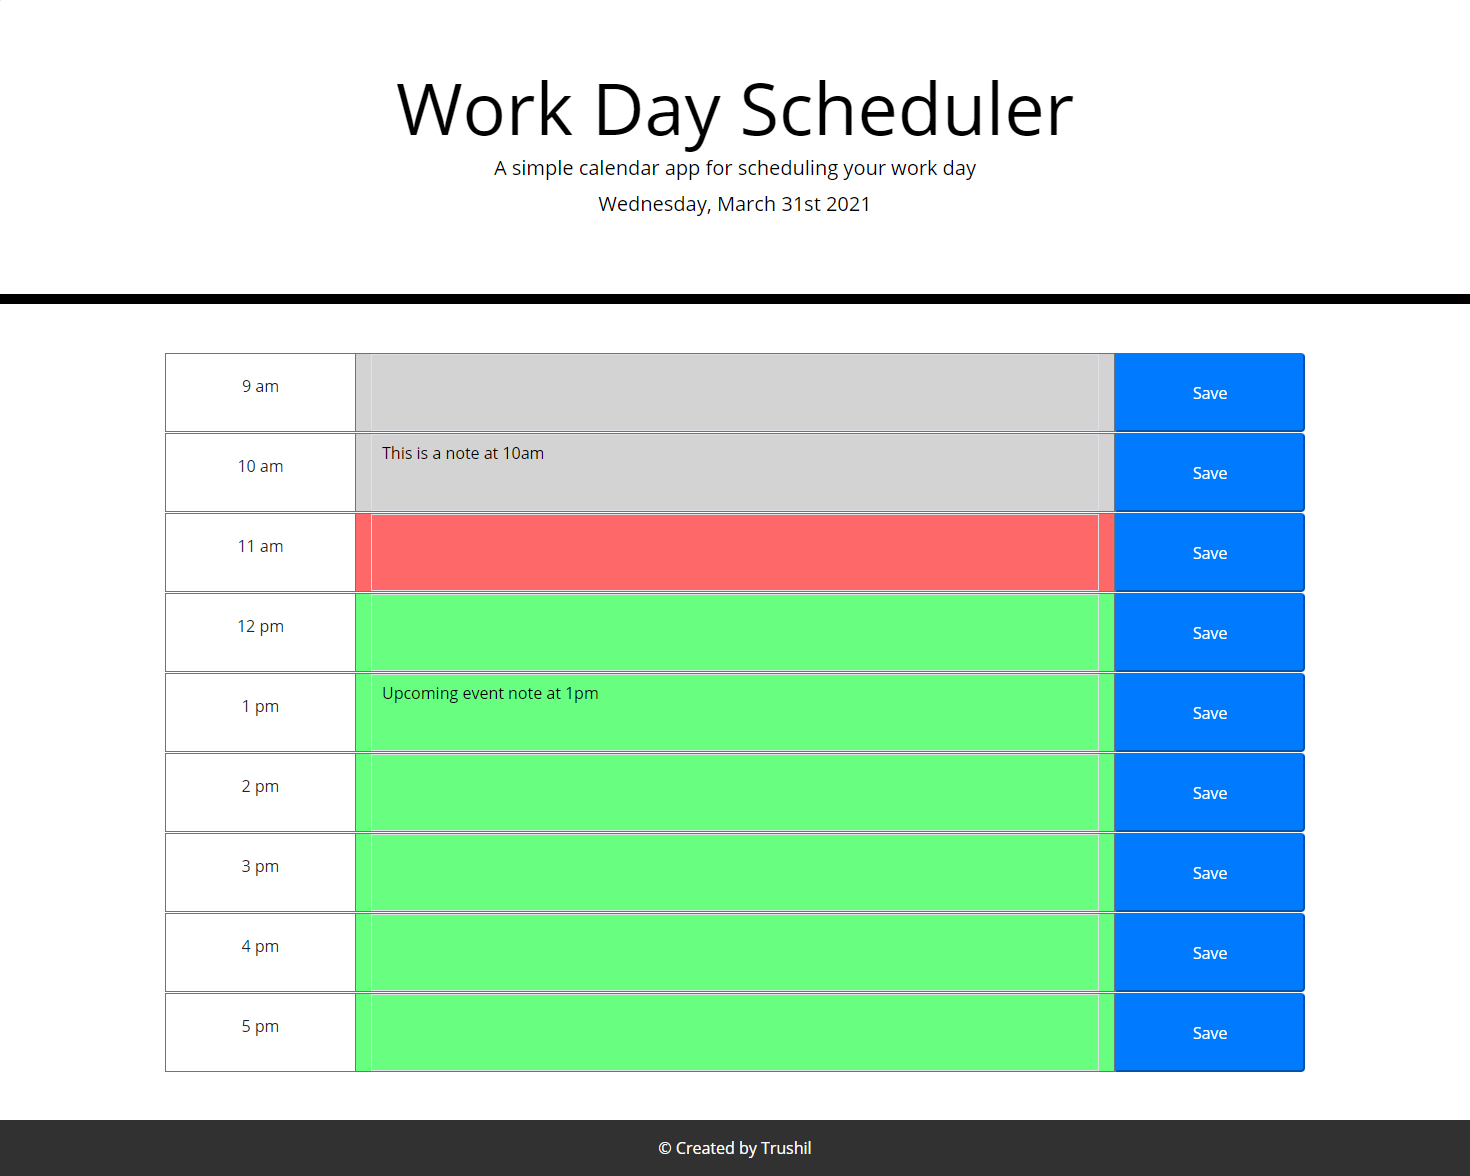 Work Day Scheduler
A simple calendar app for scheduling your work day
Wednesday, March 31st 2021
9 am Save
10 am This is a note at 10am Save
11 am Save
12 pm Save
1 pm Upcoming event note at 1pm Save
2 pm Save
3 pm Save
4 pm Save
5 pm Save
© Created by Trushil